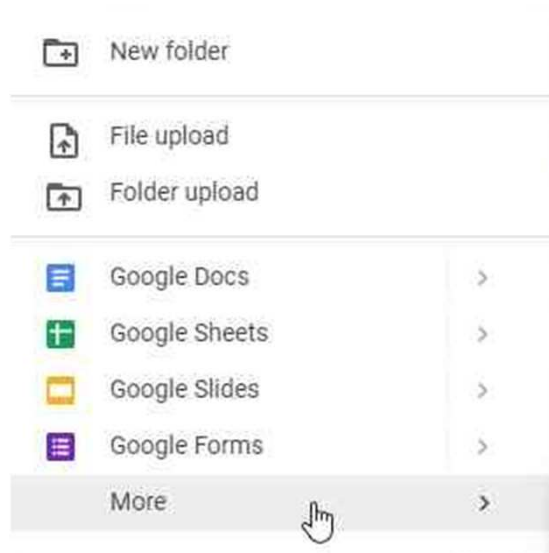 New folder
File upload
Folder upload
Google Docs
Google Sheets
Google Slides
Google Forms
More